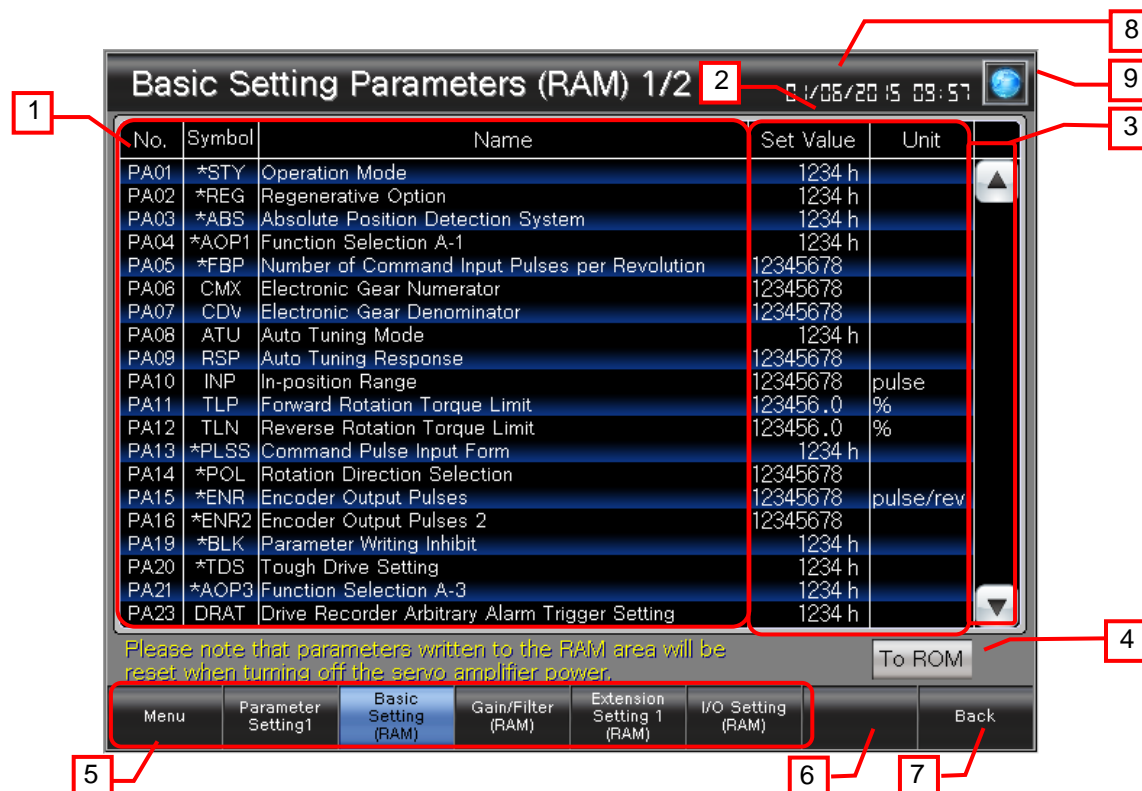 8
Basic Setting Parameters (RAM) 1/2
2
01/06/2015 09:57
9
1
3
No. Symbol Name Set Value Unit
PA01 *STY Operation Mode 1234 h
PA02 *REG Regenerative Option 1234 h
PA03 *ABS Absolute Position Detection System 1234 h
PA04 *AOP1 Function Selection A-1 1234 h
PA05 *FBP Number of Command Input Pulses per Revolution 12345678
PA06 CMX Electronic Gear Numerator 12345678
PA07 CDV Electronic Gear Denominator 12345678
PA08 ATU Auto Tuning Mode 1234 h
PA09 RSP Auto Tuning Response 12345678
PA10 INP In-position Range 12345678 pulse
PA11 TLP Forward Rotation Torque Limit 123456.0 %
PA12 TLN Reverse Rotation Torque Limit 123456.0 %
PA13 *PLSS Command Pulse Input Form 1234 h
PA14 *POL Rotation Direction Selection 12345678
PA15 *ENR Encoder Output Pulses 12345678 pulse/rev
PA16 *ENR2 Encoder Output Pulses 2 12345678
PA19 *BLK Parameter Writing Inhibit 1234 h
PA20 *TDS Tough Drive Setting 1234 h
PA21 *AOP3 Function Selection A-3 1234 h
PA23 DRAT Drive Recorder Arbitrary Alarm Trigger Setting 1234 h
Please note that parameters written to the RAM area will be
reset when turning off the servo amplifier power.
To ROM
4
Menu
Parameter
Setting1
Basic
Setting
(RAM)
Gain/Filter
(RAM)
Extension
Setting 1
(RAM)
I/O Setting
(RAM)
Back
5
6
7